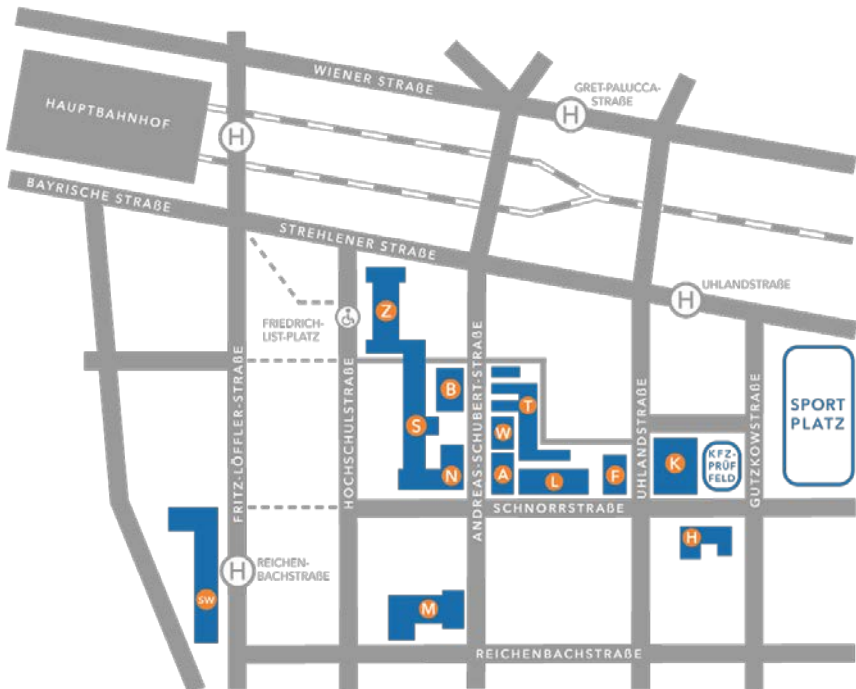 WIENER STRAßE
GRET-PALUCCA-
STRAßE
H
HAUPTBAHNHOF
H
BAYRISCHE STRAßE
STREHLENER STRAßE
UHLANDSTRAßE
H
FRIEDRICH-
LIST-PLATZ
Z
FRITZ-LÖFFLER-STRAßE
HOCHSCHULSTRAßE
ANDREAS-SCHUBERT-STRAßE
UHLANDSTRAßE
GUTZKOWSTRAßE
B
T
S
W
SPORT
PLATZ
N
A
L
F
K
KFZ-
PRÜF
FELD
SCHNORRSTRAßE
H
REICHEN-
BACHSTRAßE
H
SW
M
REICHENBACHSTRAßE